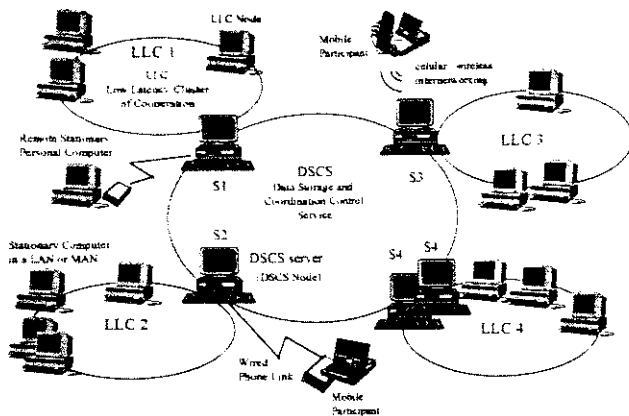 LLC Node
LLC 1
LLC
Low Latency Cluster
of Cooperation
Mobile
Participant
celular wireless
internetworking
LLC 3
Remote Stationary
Personal Computer
S1
DSCS
Data Storage and
Coordination Control
Service
S3
S2
Stationary Computer
in a LAN or MAN
DSCS server
(DSCS Node)
S4
S4
LLC 2
LLC 4
Wired
Phone Link
Mobile
Participant